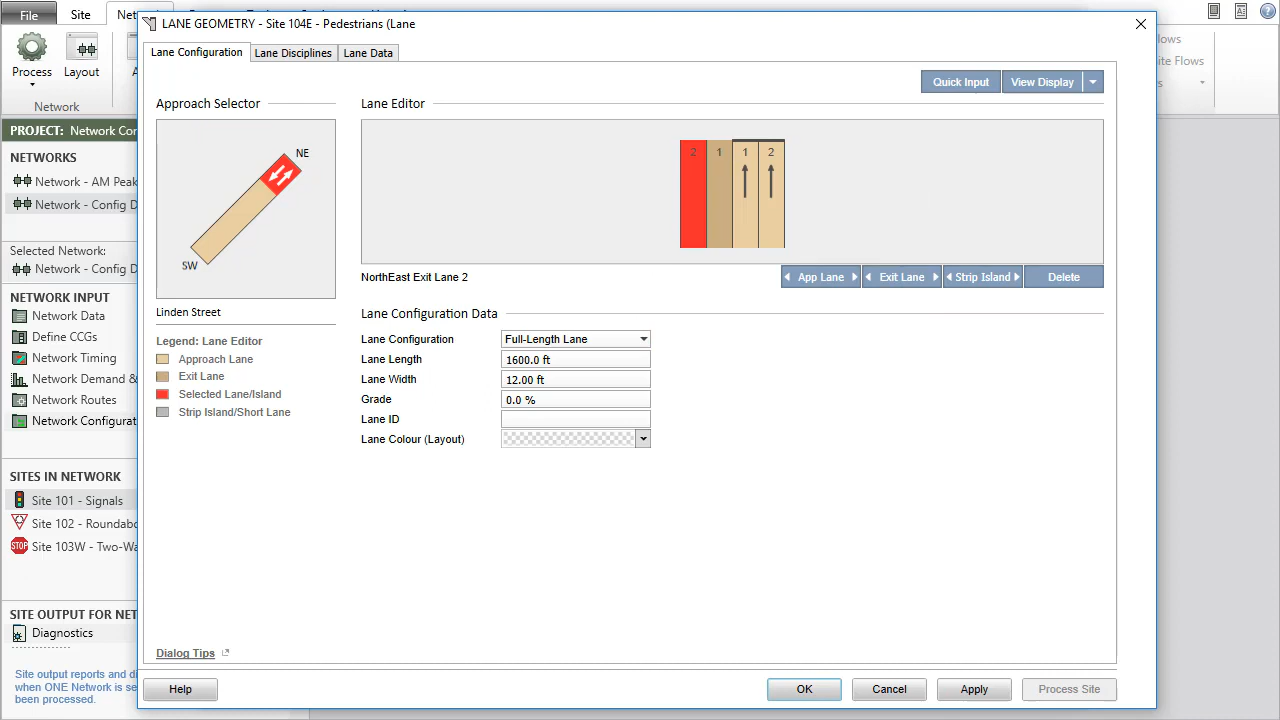 File
Site
LANE GEOMETRY - Site 104E - Pedestrians (Lane
Lane Configuration
Lane Disciplines
Lane Data
Process
Layout
Network
Quick Input
View Display
PROJECT: Network
NETWORKS
Network - AM Peak
Network - Config D
Selected Network:
Network - Config D
NETWORK INPUT
Network Data
Define CCGs
Network Timing
Network Demand &
Network Routes
Network Configurat
SITES IN NETWORK
Site 101 - Signals
Site 102 - Roundabo
STOP
Site 103W - Two-Wa
SITE OUTPUT FOR NET
Diagnostics
Site output reports and di
when ONE Network is se
been processed.
Approach Selector
NE
SW
Linden Street
Legend: Lane Editor
Approach Lane
Exit Lane
Selected Lane/Island
Strip Island/Short Lane
Lane Editor
2 1 1 2
NorthEast Exit Lane 2
App Lane
Exit Lane
Strip Island
Delete
Lane Configuration Data
Lane Configuration Full-Length Lane
Lane Length 1600.0 ft
Lane Width 12.00 ft
Grade 0.0 %
Lane ID
Lane Colour (Layout)
Dialog Tips
Help
OK
Cancel
Apply
Process Site